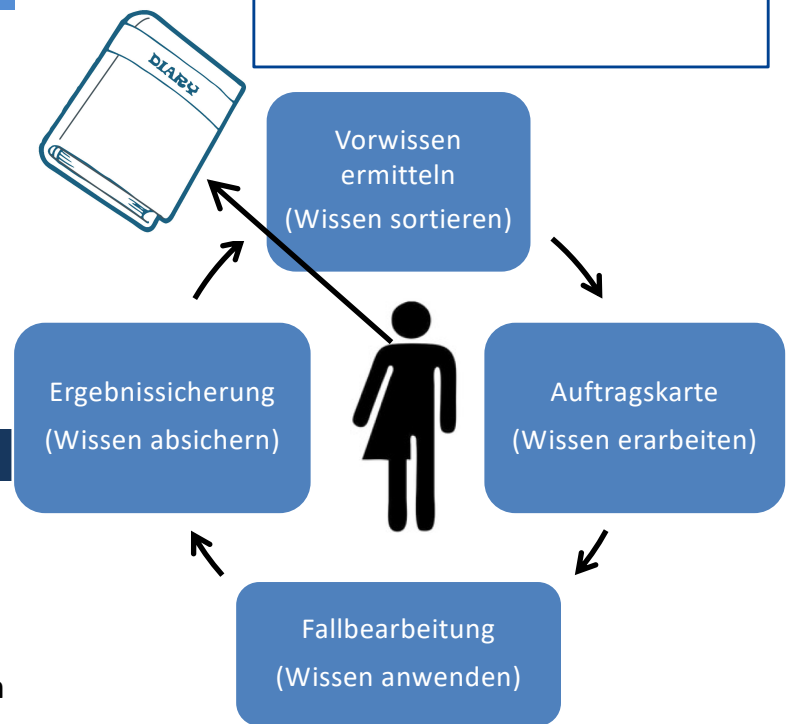 DIARY
Vorwissen
ermitteln
(Wissen sortieren)
Ergebnissicherung
(Wissen absichern)
Auftragskarte
(Wissen erarbeiten)
Fallbearbeitung
(Wissen anwenden)